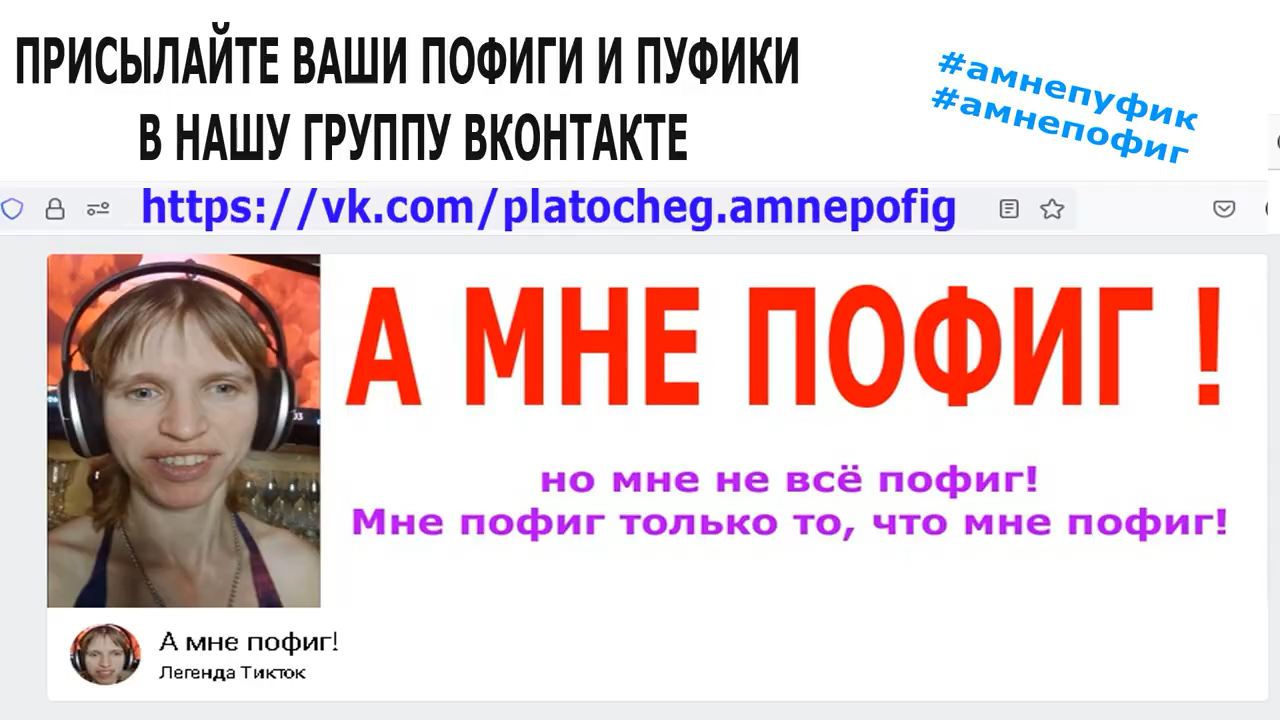 ПРИСЫЛАЙТЕ ВАШИ ПОФИГИ И ПУФИКИ
В НАШУ ГРУППУ ВКОНТАКТЕ
#амнепуфик
#амнепофиг
https://vk.com/platocheg.amnepofig
А МНЕ ПОФИГ !
но мне не всё пофиг!
Мне пофиг только то, что мне пофиг!
А мне пофиг!
Легенда Тикток